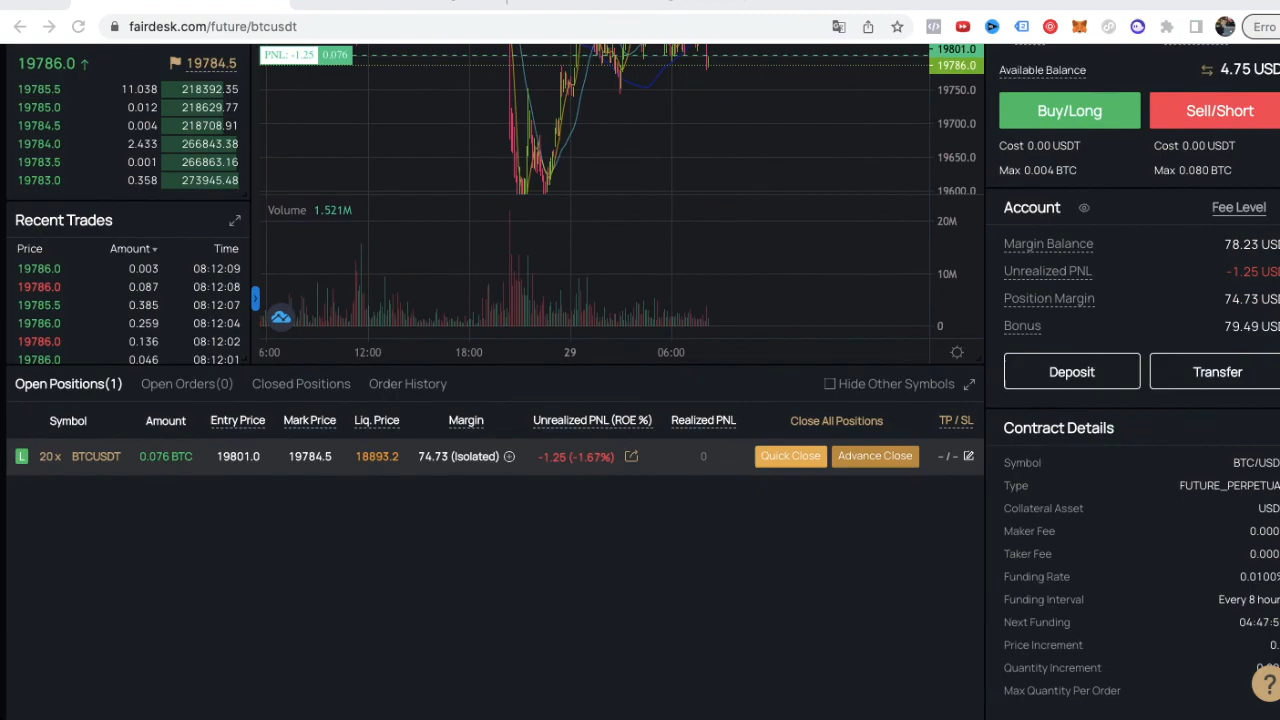 fairdesk.com/future/btcusdt
Erro
19786.0 ↑ 19784.5
19785.5 11.038 218392.35
19785.0 0.012 218629.77
19784.5 0.004 218708.91
19784.0 2.433 266843.38
19783.5 0.001 266863.16
19783.0 0.358 273945.48
Recent Trades
Price Amount Time
19786.0 0.003 08:12:09
19786.0 0.087 08:12:08
19785.5 0.385 08:12:07
19786.0 0.259 08:12:04
19786.0 0.136 08:12:02
19786.0 0.046 08:12:01
PNL: -1.25 0.076
19801.0
19786.0
19750.0
19700.0
19650.0
19600.0
Volume 1.521M
20M
10M
0
6:00 12:00 18:00 29 06:00
Available Balance 4.75 USD
Buy/Long Sell/Short
Cost 0.00 USDT Cost 0.00 USDT
Max 0.004 BTC Max 0.080 BTC
Account Fee Level
Margin Balance 78.23 USD
Unrealized PNL -1.25 USD
Position Margin 74.73 USD
Bonus 79.49 USD
Deposit Transfer
Open Positions(1) Open Orders(0) Closed Positions Order History Hide Other Symbols
Symbol Amount Entry Price Mark Price Liq. Price Margin Unrealized PNL (ROE %) Realized PNL Close All Positions TP / SL
L 20 x BTCUSDT 0.076 BTC 19801.0 19784.5 18893.2 74.73 (Isolated) -1.25 (-1.67%) 0 Quick Close Advance Close – / –
Contract Details
Symbol BTC/USD
Type FUTURE_PERPETUA
Collateral Asset USD
Maker Fee 0.000
Taker Fee 0.000
Funding Rate 0.0100%
Funding Interval Every 8 hour
Next Funding 04:47:5
Price Increment 0.
Quantity Increment
Max Quantity Per Order
?